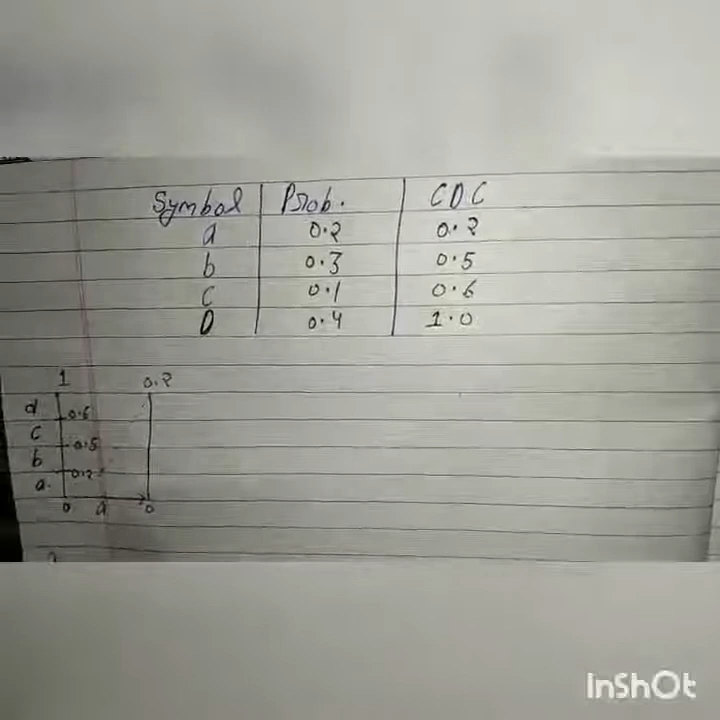 Symbol Prob. CDC
a 0.2 0.2
b 0.3 0.5
C 0.1 0.6
D 0.4 1.0
1 0.2
d 0.6
c 0.5
b 0.2
a.
0 a 0
InShOt